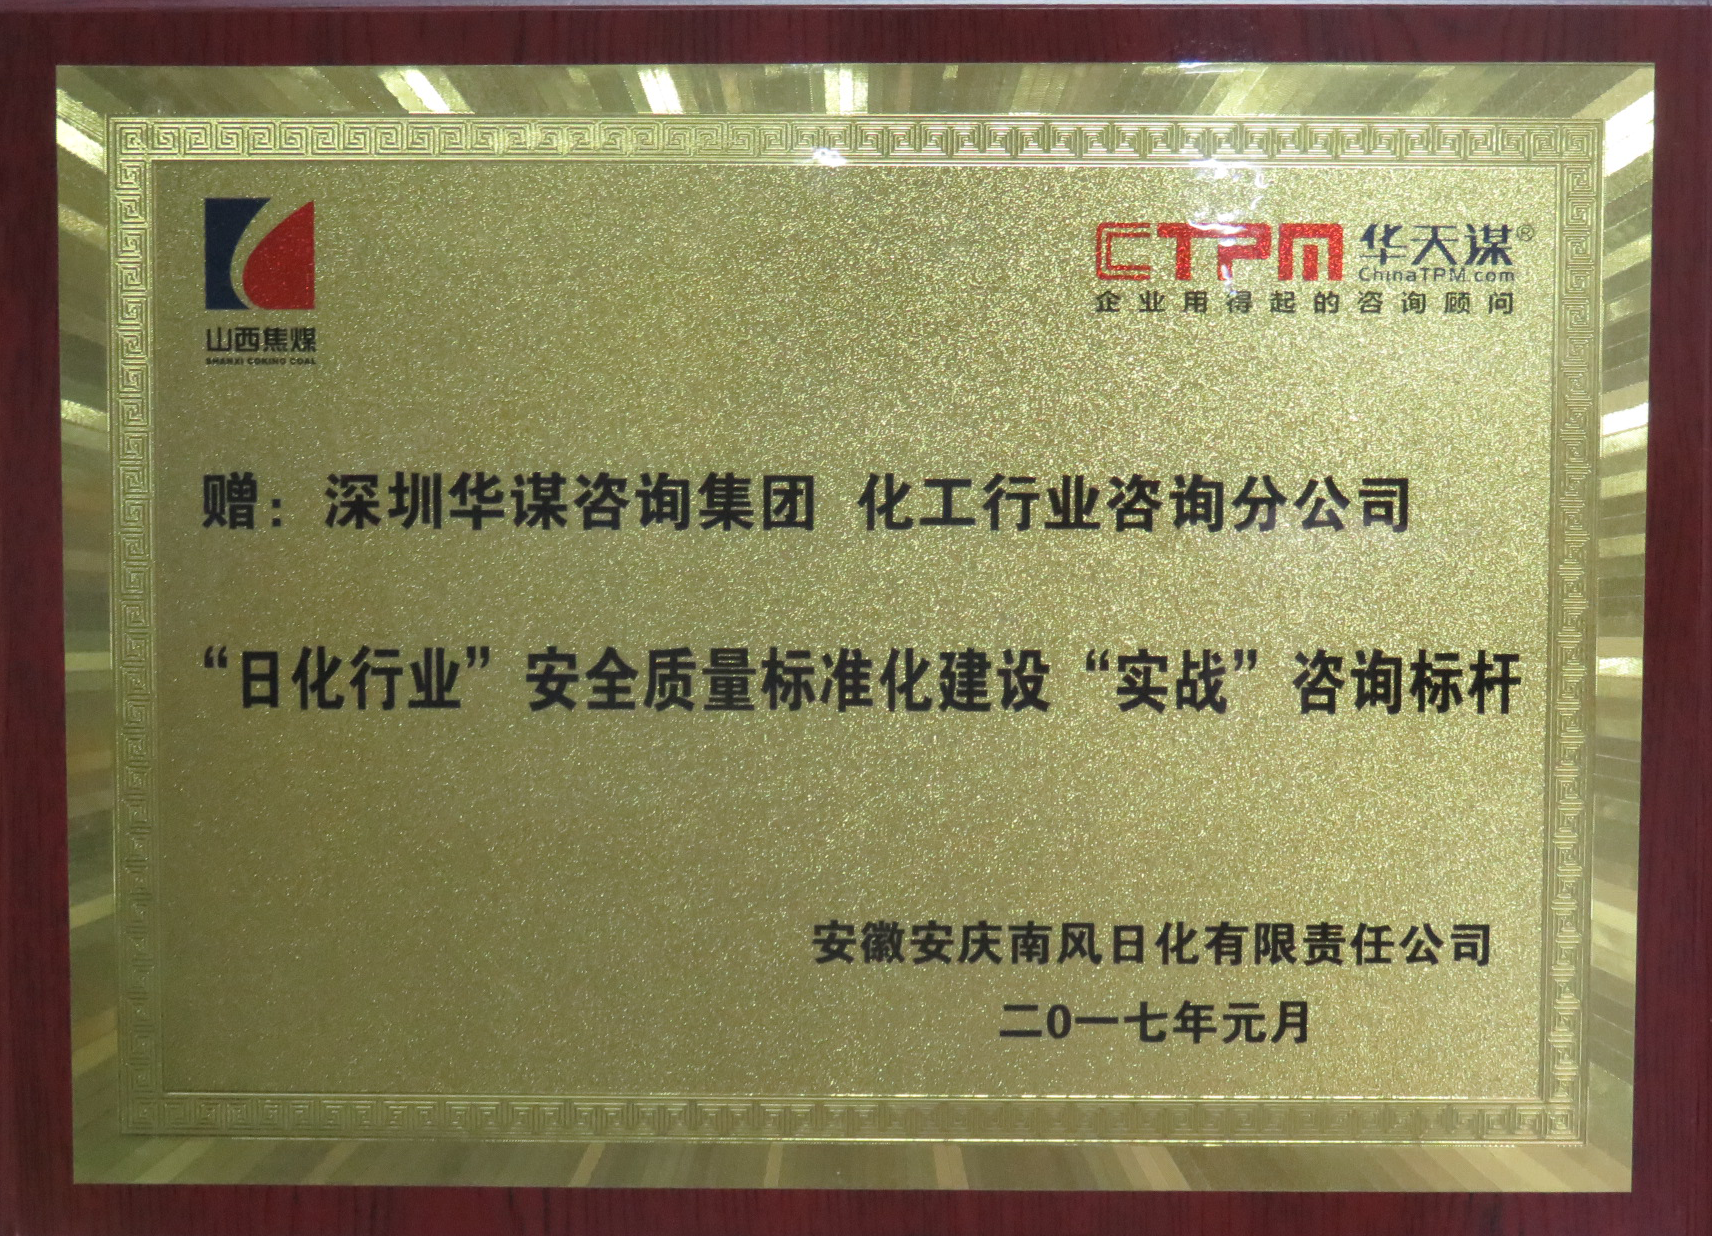 山西焦煤
SHANXI COKING COAL
CTPM 华天谋®
ChinaTPM.com
企业用得起的咨询顾问
赠：深圳华谋咨询集团 化工行业咨询分公司
“日化行业”安全质量标准化建设“实战”咨询标杆
安徽安庆南风日化有限责任公司
二0一七年元月